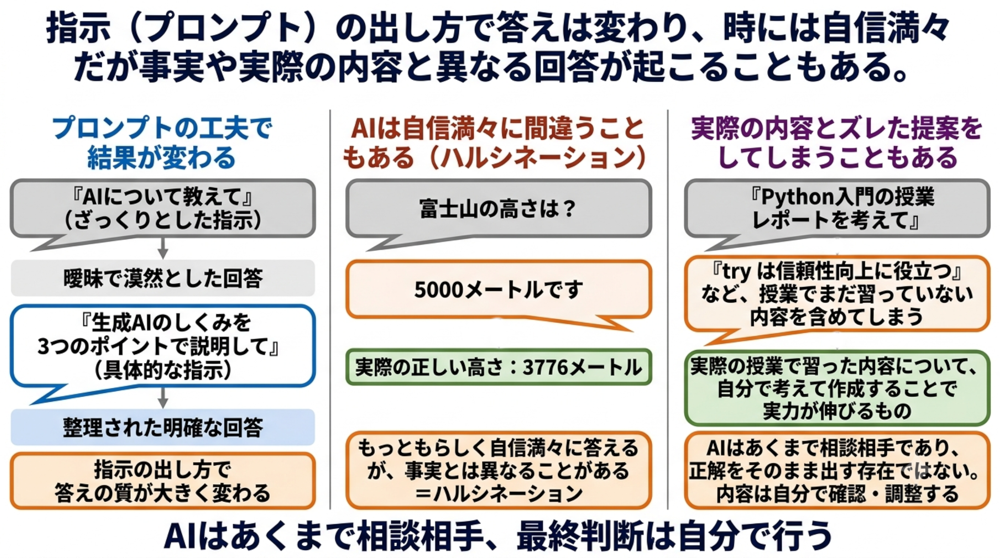 指示（プロンプト）の出し方で答えは変わり、時には自信満々
だが事実や実際の内容と異なる回答が起こることもある。
プロンプトの工夫で
結果が変わる
『AIについて教えて』
（ざっくりとした指示）
曖昧で漠然とした回答
『生成AIのしくみを
3つのポイントで説明して』
（具体的な指示）
整理された明確な回答
指示の出し方で
答えの質が大きく変わる
AIは自信満々に間違うこと
もある（ハルシネーション）
富士山の高さは？
5000メートルです
実際の正しい高さ：3776メートル
もっともらしく自信満々に答える
が、事実とは異なることがある
＝ハルシネーション
実際の内容とズレた提案を
してしまうこともある
『Python入門の授業
レポートを考えて』
『try は信頼性向上に役立つ』
など、授業でまだ習っていない
内容を含めてしまう
実際の授業で習った内容について、
自分で考えて作成することで
実力が伸びるもの
AIはあくまで相談相手であり、
正解をそのまま出す存在ではない。
内容は自分で確認・調整する
AIはあくまで相談相手、最終判断は自分で行う